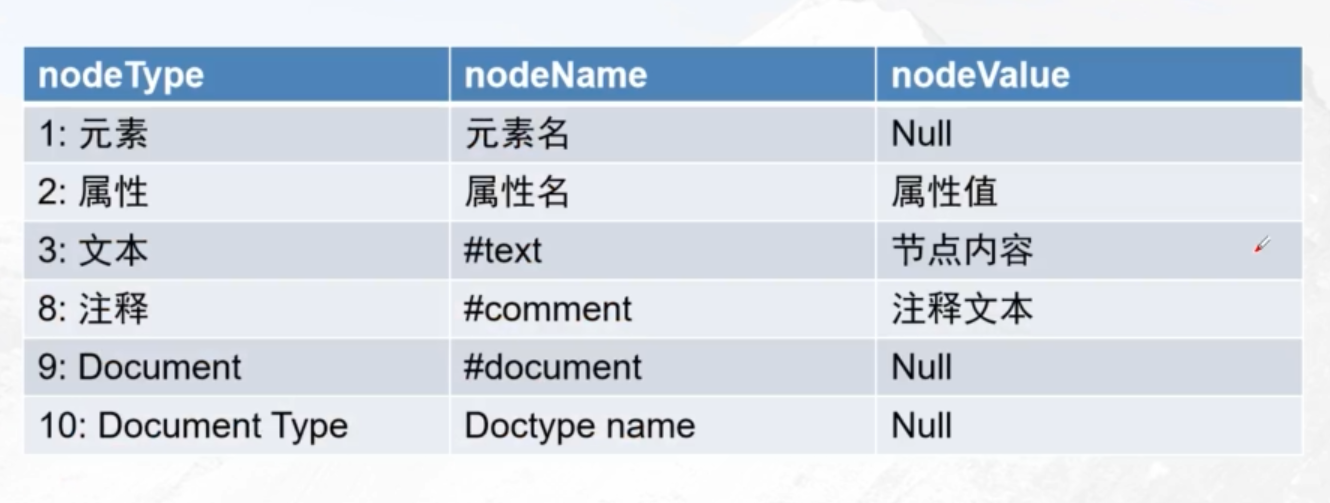 nodeType nodeName nodeValue
1: 元素 元素名 Null
2: 属性 属性名 属性值
3: 文本 #text 节点内容
8: 注释 #comment 注释文本
9: Document #document Null
10: Document Type Doctype name Null